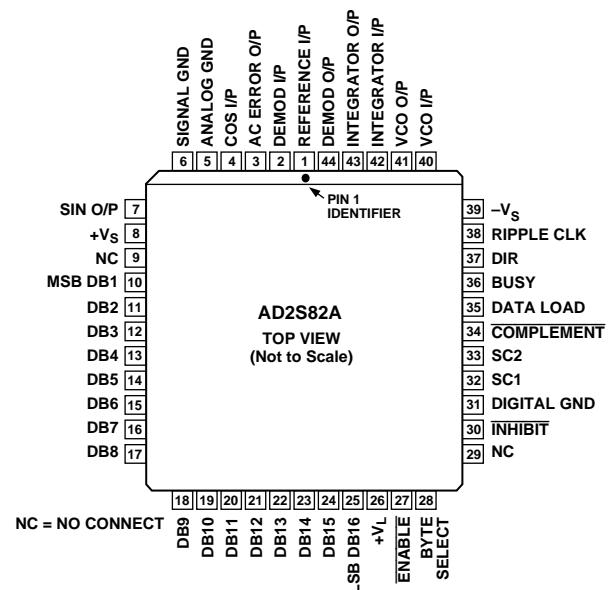 SIGNAL GND
ANALOG GND
COS I/P
AC ERROR O/P
DEMOD I/P
REFERENCE I/P
DEMOD O/P
INTEGRATOR O/P
INTEGRATOR I/P
VCO O/P
VCO I/P
6 5 4 3 2 1 44 43 42 41 40
PIN 1
IDENTIFIER
SIN O/P 7
+VS 8
NC 9
MSB DB1 10
DB2 11
DB3 12
DB4 13
DB5 14
DB6 15
DB7 16
DB8 17
AD2S82A
TOP VIEW
(Not to Scale)
39 –VS
38 RIPPLE CLK
37 DIR
36 BUSY
35 DATA LOAD
34 COMPLEMENT
33 SC2
32 SC1
31 DIGITAL GND
30 INHIBIT
29 NC
18 19 20 21 22 23 24 25 26 27 28
NC = NO CONNECT
DB9
DB10
DB11
DB12
DB13
DB14
DB15
LSB DB16
+VL
ENABLE
BYTE
SELECT